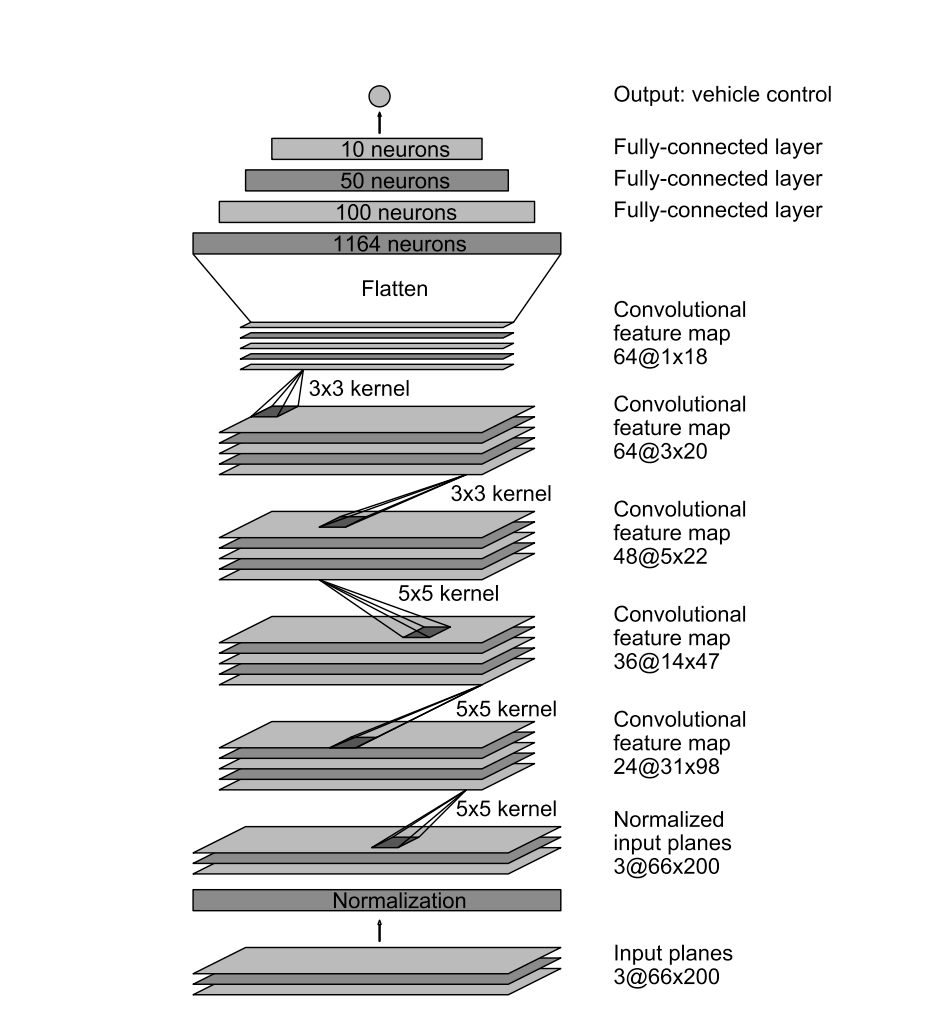 Output: vehicle control
10 neurons
Fully-connected layer
50 neurons
Fully-connected layer
100 neurons
Fully-connected layer
1164 neurons
Flatten
Convolutional
feature map
64@1x18
3x3 kernel
Convolutional
feature map
64@3x20
3x3 kernel
Convolutional
feature map
48@5x22
5x5 kernel
Convolutional
feature map
36@14x47
5x5 kernel
Convolutional
feature map
24@31x98
5x5 kernel
Normalized
input planes
3@66x200
Normalization
Input planes
3@66x200